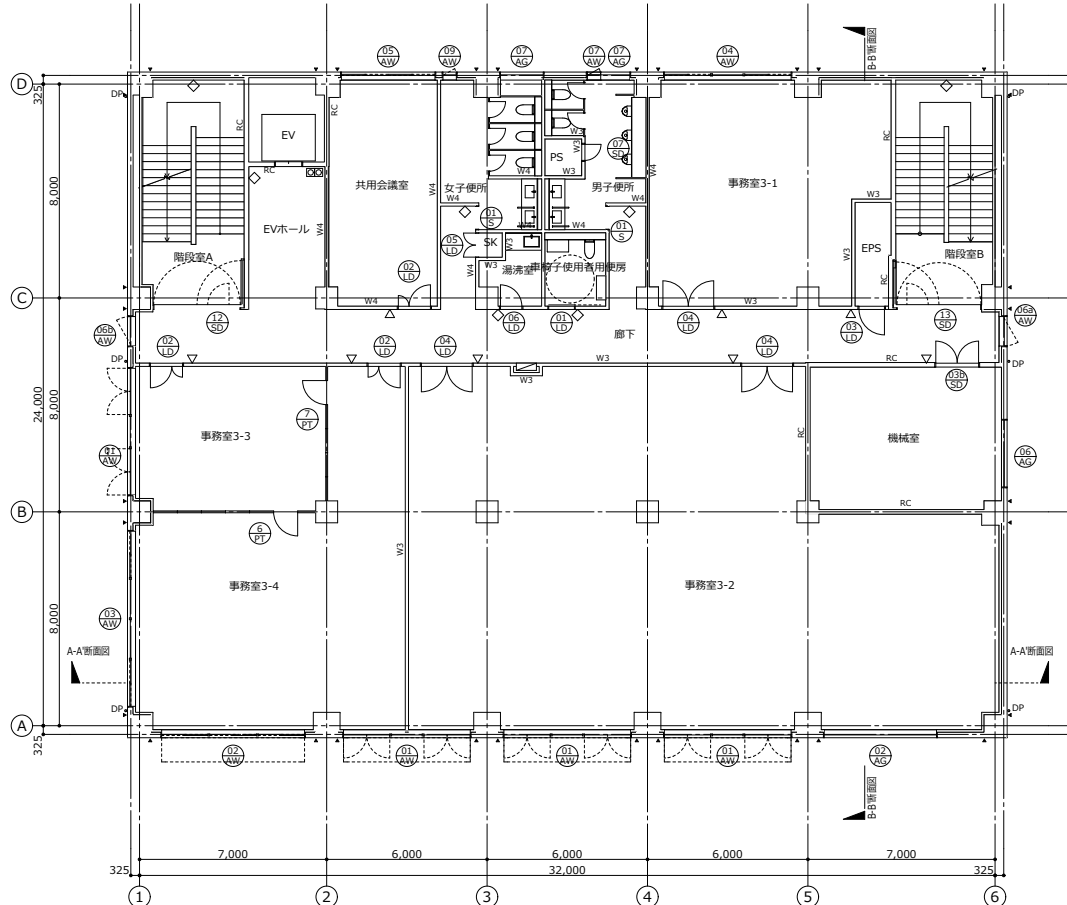 B-B'断面図
05 AW
09 AW
07 AG
07 AW
07 AG
04 AW
D
325
DP
RC
RC
RC
DP
EV
RC
W3
W3
07 SD
PS
W3
8,000
共用会議室
W4
女子便所
W4
男子便所
W4
W4
事務室3-1
W3
EVホール
W4
01 S
W4
W4
01 S
階段室A
05 LD
SK
W3
W3
W4
湯沸室
車椅子使用者用便房
W3
EPS
RC
階段室B
02 LD
W4
04 LD
W3
C
12 SD
06 LD
01 LD
03 LD
13 SD
06b AW
06a AW
廊下
02 LD
02 LD
04 LD
04 LD
DP
W3
RC
DP
W3
03b SD
24,000
8,000
7 PT
事務室3-3
RC
機械室
01 AW
06 AG
B
RC
6 PT
W3
事務室3-4
事務室3-2
8,000
03 AW
A-A'断面図
A-A'断面図
DP
DP
A
325
02 AW
01 AW
01 AW
01 AW
02 AG
B-B'断面図
7,000
6,000
6,000
6,000
7,000
325
32,000
325
1
2
3
4
5
6